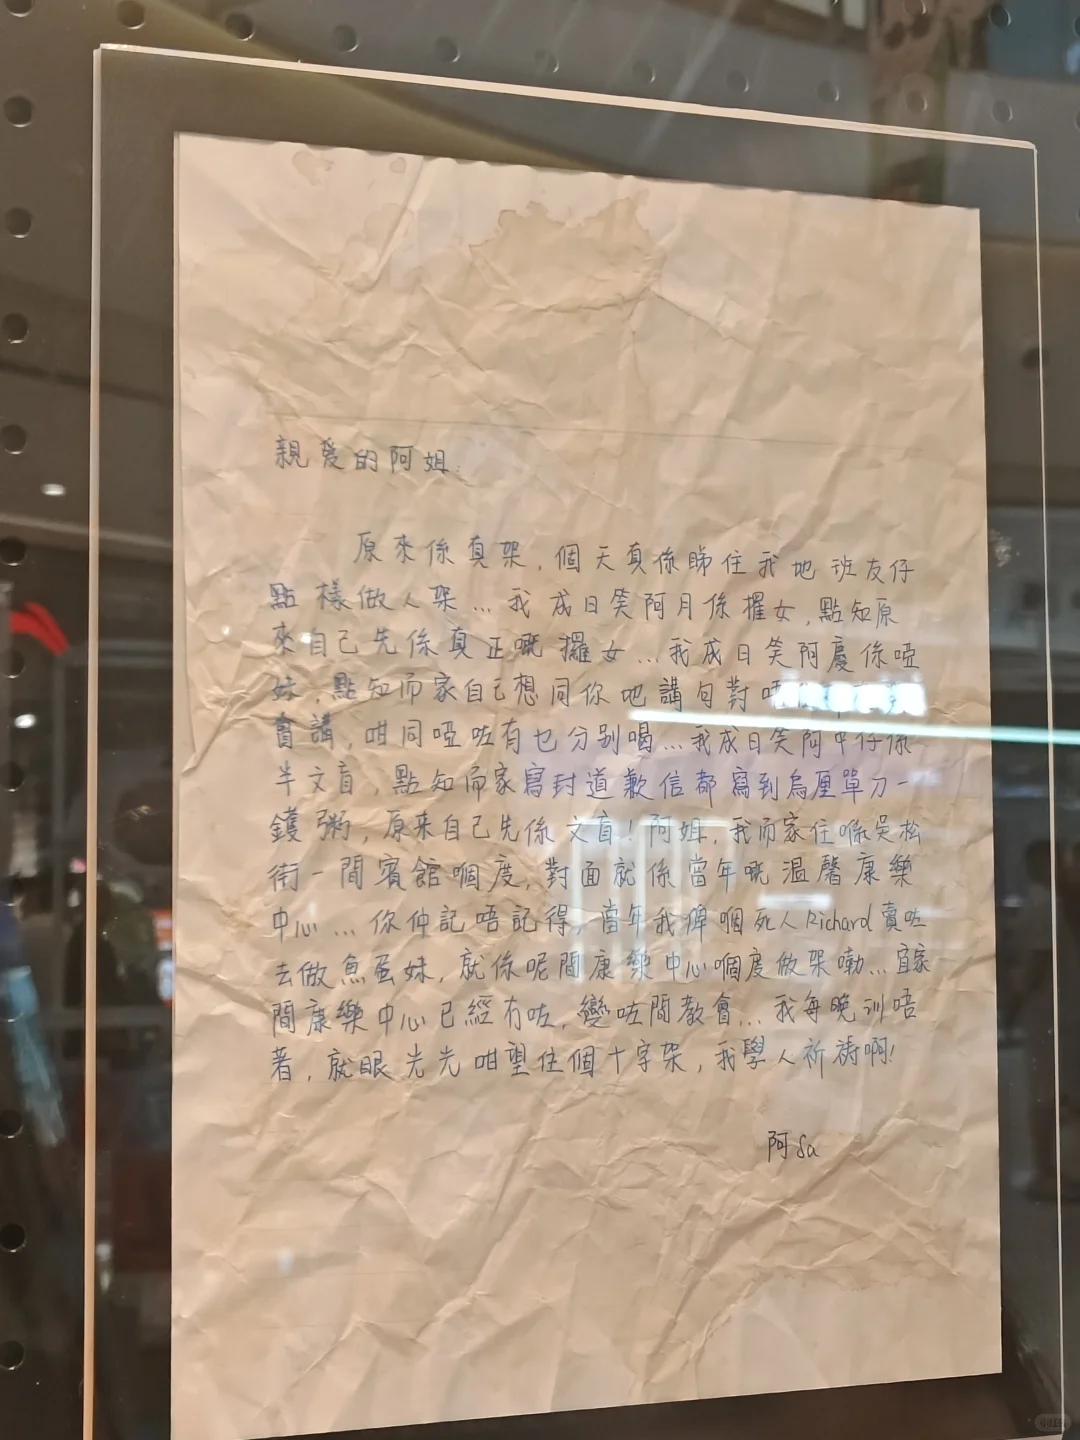 親愛的阿姐:
原來係真架，個天真係睇住我地班友仔
點樣做人架...我成日笑阿月係攞女，點知原
來自己先係真正嘅攞女...我成日笑阿慶係啞
妹，點知而家自己想同你地講句對唔
會講，咁同啞咗有乜分別喝...我成日笑阿中仔係
半文盲，點知而家寫封道歉信都寫到烏厘單刀一
鑊粥，原來自己先係文盲！阿姐，我而家住喺吳松
街一間賓館嗰度，對面就係當年嘅温馨康樂
中心...你仲記唔記得，當年我俾嗰死人Richard賣咗
去做魚蛋妹，就係呢間康樂中心嗰度做架嘞...宜家
間康樂中心已經冇咗，變咗間教會...我每晚訓唔
著，就眼光光咁望住個十字架，我學人祈禱啊！
阿Sa